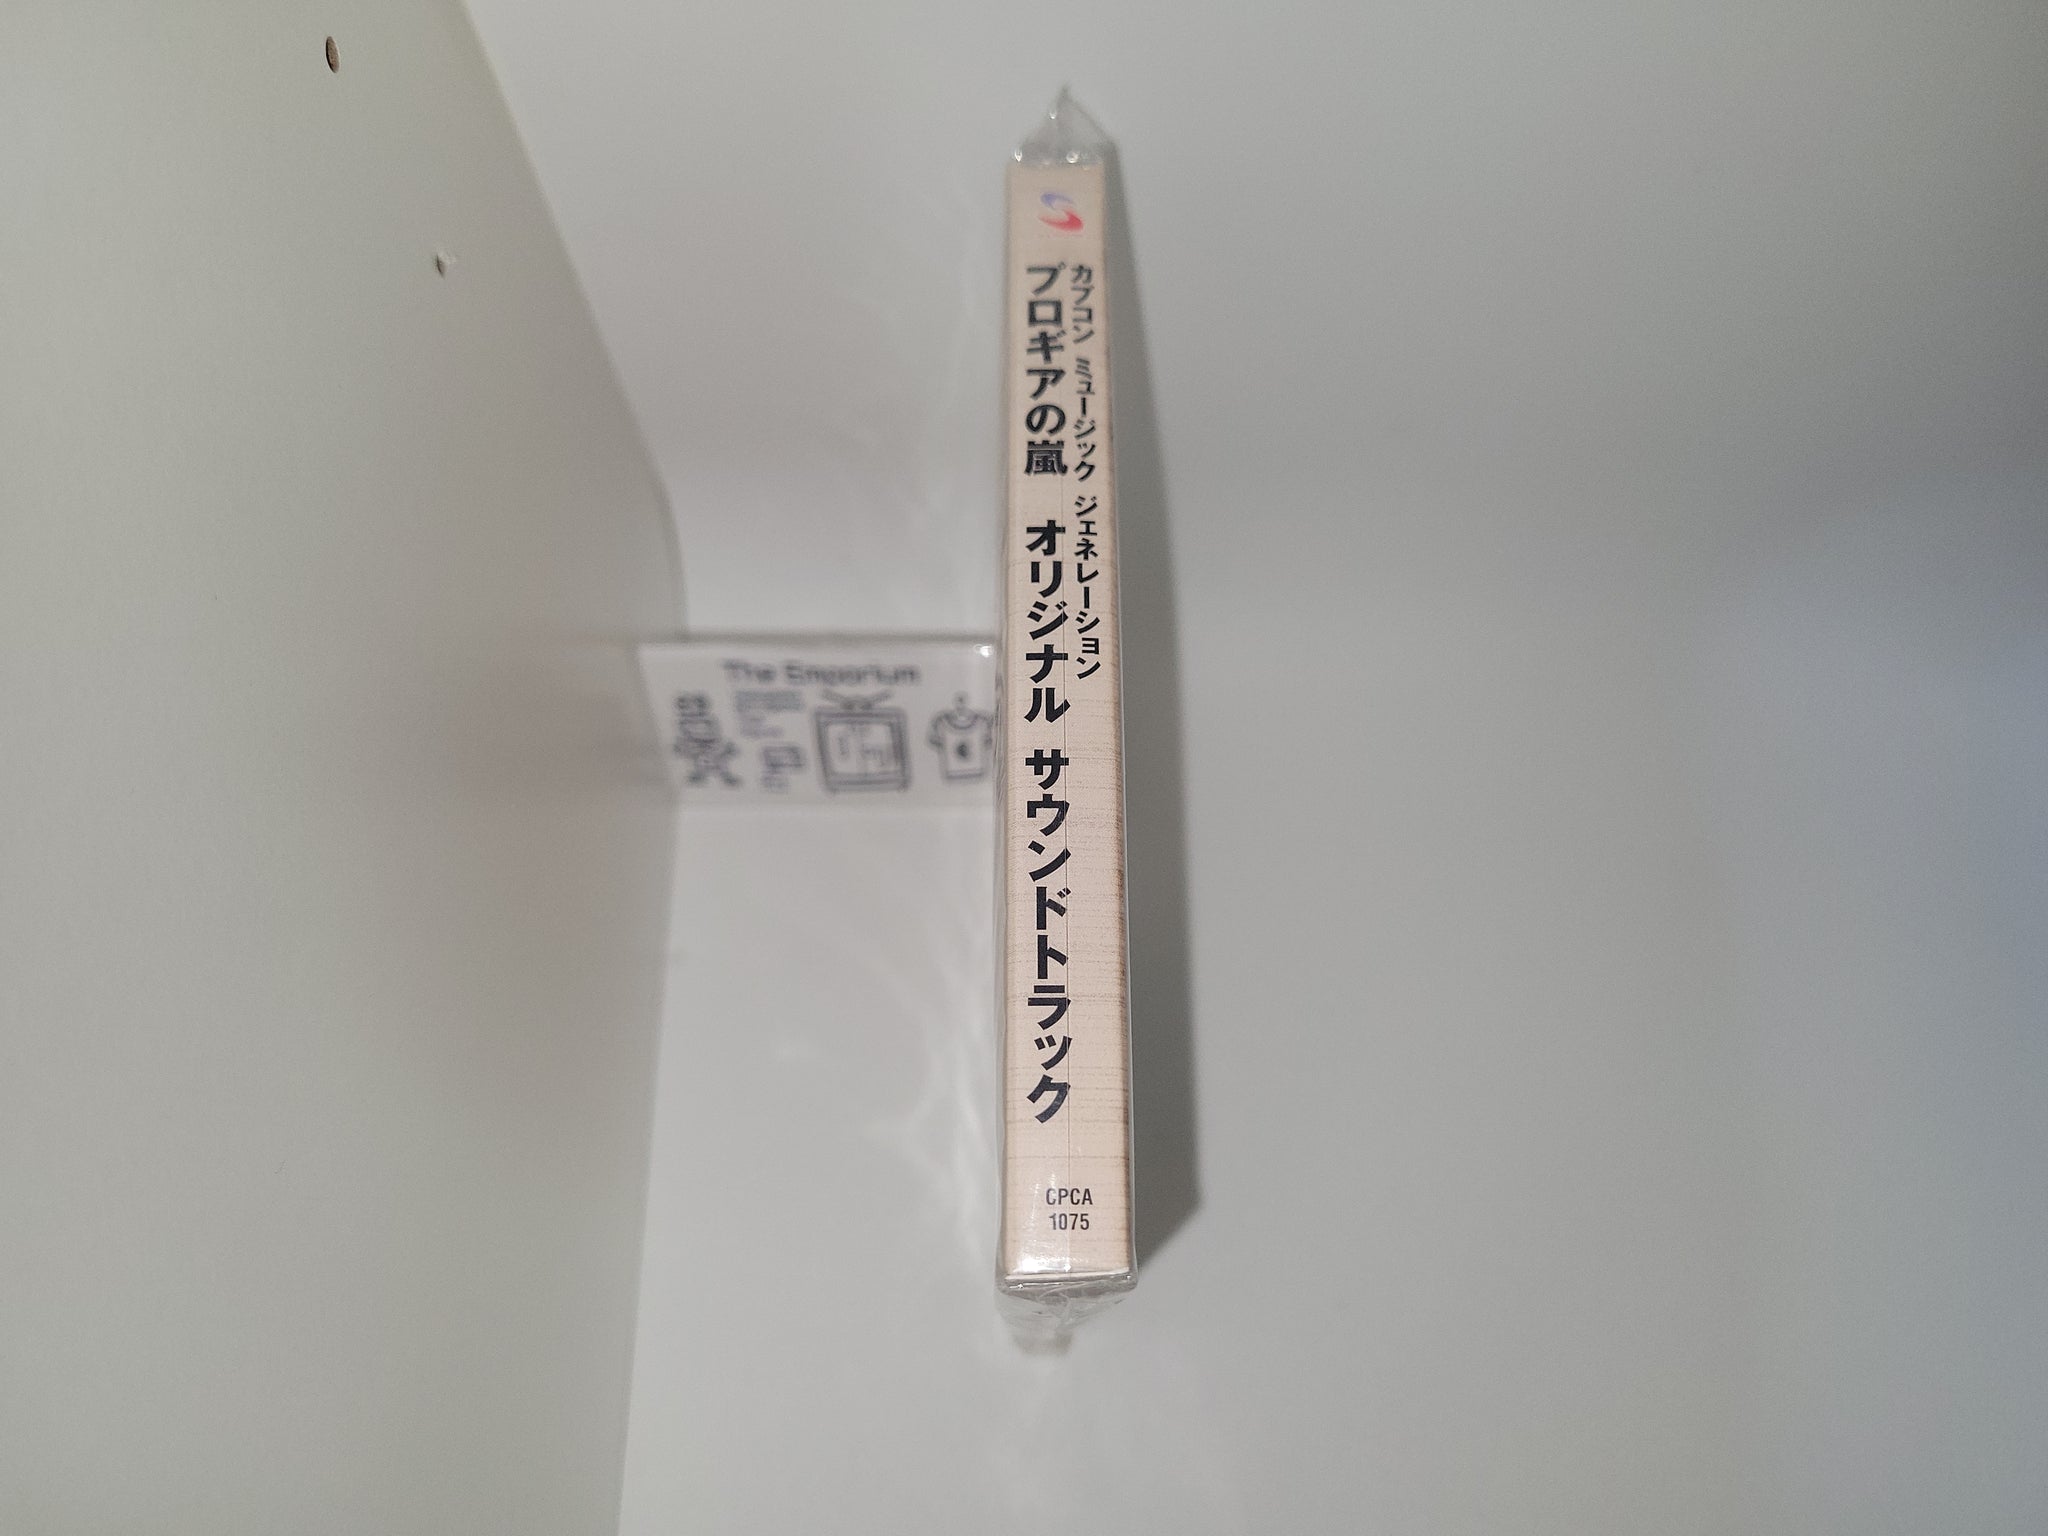 カプコン ミュージック ジェネレーション
プロギアの嵐 オリジナル サウンドトラック
CPCA
1075
The Emporium